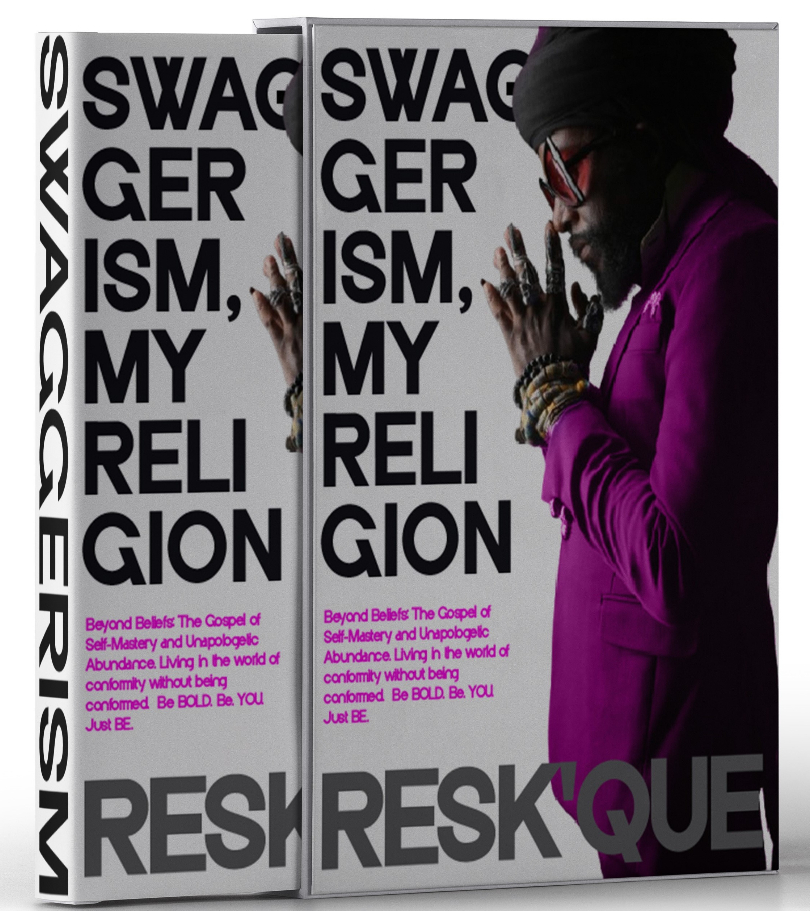 SWAGGERISM
SWAG
GER
ISM,
MY
RELI
GION
Beyond Beliefs: The Gospel of
Self-Mastery and Unapologetic
Abundance. Living in the world of
conformity without being
conformed. Be BOLD. Be. YOU.
Just BE.
RESK
SWAG
GER
ISM,
MY
RELI
GION
Beyond Beliefs: The Gospel of
Self-Mastery and Unapologetic
Abundance. Living in the world of
conformity without being
conformed. Be BOLD. Be. YOU.
Just BE.
RESK'QUE